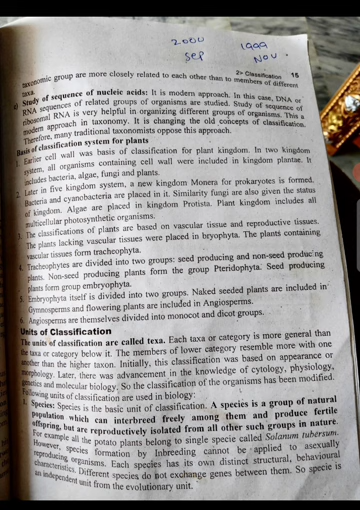 2000
Sep
1999
Nov.
2> Classification 15
taxonomic group are more closely related to each other than to members of different
taxa.
Study of sequence of nucleic acids: It is modern approach. In this case, DNA or
RNA sequences of related groups of organisms are studied. Study of sequence of
ribosomal RNA is very helpful in organizing different groups of organisms. This a
modern approach in taxonomy. It is changing the old concepts of classification.
Therefore, many traditional taxonomists oppose this approach.
Basis of classification system for plants
1. Earlier cell wall was basis of classification for plant kingdom. In two kingdom
system, all organisms containing cell wall were included in kingdom plantae. It
includes bacteria, algae, fungi and plants.
2. Later in five kingdom system, a new kingdom Monera for prokaryotes is formed.
Bacteria and cyanobacteria are placed in it. Similarity fungi are also given the status
of kingdom. Algae are placed in kingdom Protista. Plant kingdom includes all
multicellular photosynthetic organisms.
3. The classifications of plants are based on vascular tissue and reproductive tissues.
The plants lacking vascular tissues were placed in bryophyta. The plants containing
vascular tissues form tracheophyta.
4. Tracheophytes are divided into two groups: seed producing and non-seed producing
plants. Non-seed producing plants form the group Pteridophyta. Seed producing
plants form group embryophyta.
5. Embryophyta itself is divided into two groups. Naked seeded plants are included in
Gymnosperms and flowering plants are included in Angiosperms.
6. Angiosperms are themselves divided into monocot and dicot groups.
Units of Classification
The units of classification are called texa. Each taxa or category is more general than
the taxa or category below it. The members of lower category resemble more with one
another than the higher taxon. Initially, this classification was based on appearance or
morphology. Later, there was advancement in the knowledge of cytology, physiology,
genetics and molecular biology. So the classification of the organisms has been modified.
Following units of classification are used in biology:
1. Species: Species is the basic unit of classification. A species is a group of natural
population which can interbreed freely among them and produce fertile
offspring, but are reproductively isolated from all other such groups in nature.
For example all the potato plants belong to single specie called Solanum tubersum.
However, species formation by Inbreeding cannot be applied to asexually
reproducing organisms. Each species has its own distinct structural, behavioural
characteristics. Different species do not exchange genes between them. So specie is
an independent unit from the evolutionary unit.